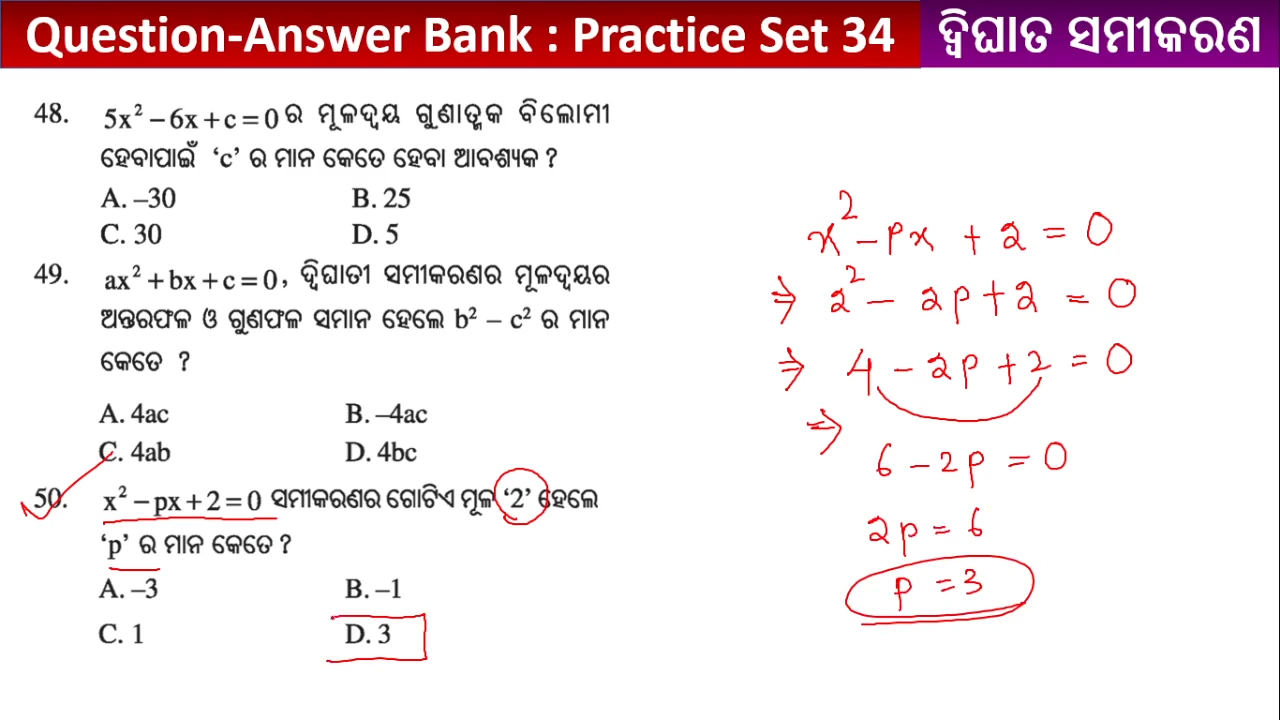 Question-Answer Bank : Practice Set 34
ଦ୍ୱିଘାତ ସମୀକରଣ
48. 5x² – 6x + c = 0 ର ମୂଳଦ୍ୱୟ ଗୁଣାତ୍ମକ ବିଲୋମୀ
ହେବାପାଇଁ ‘c’ ର ମାନ କେତେ ହେବା ଆବଶ୍ୟକ ?
A. –30 B. 25
C. 30 D. 5
49. ax² + bx + c = 0, ଦ୍ୱିଘାତୀ ସମୀକରଣର ମୂଳଦ୍ୱୟର
ଅନ୍ତରଫଳ ଓ ଗୁଣଫଳ ସମାନ ହେଲେ b² – c² ର ମାନ
କେତେ ?
A. 4ac B. –4ac
C. 4ab D. 4bc
50. x² – px + 2 = 0 ସମୀକରଣର ଗୋଟିଏ ମୂଳ ‘2’ ହେଲେ
‘p’ ର ମାନ କେତେ ?
A. –3 B. –1
C. 1 D. 3
x² – px + 2 = 0
⇒ 2² – 2p + 2 = 0
⇒ 4 – 2p + 2 = 0
⇒
6 – 2p = 0
2p = 6
p = 3